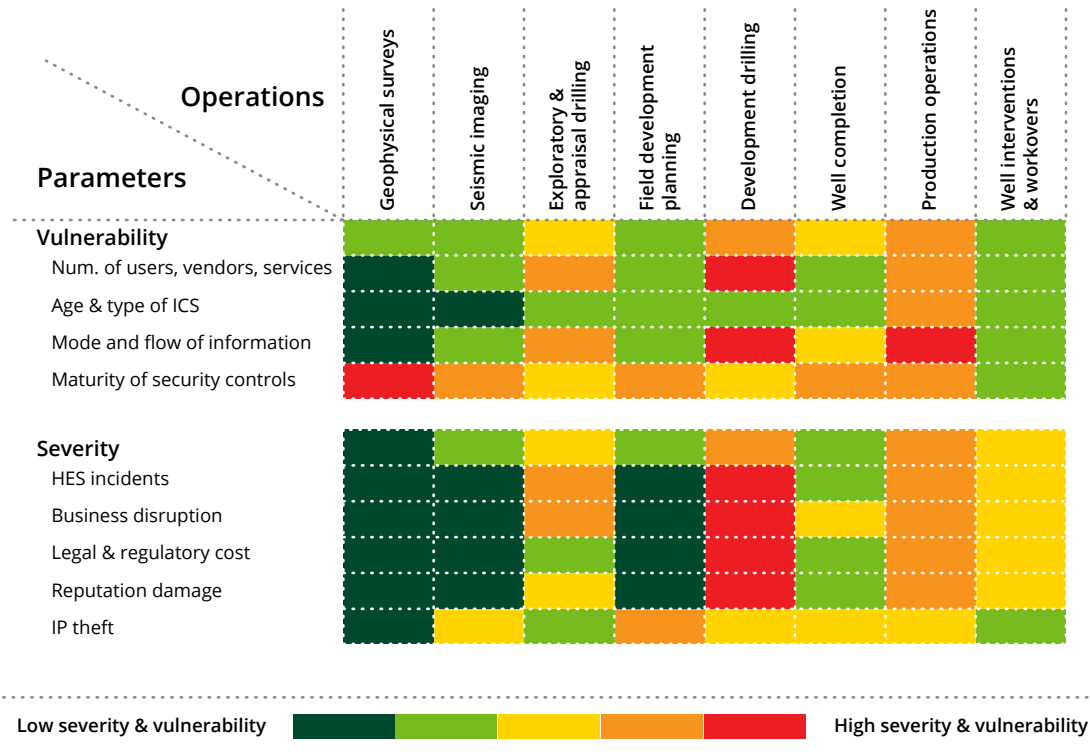 Operations
Parameters
Geophysical surveys
Seismic imaging
Exploratory &
appraisal drilling
Field development
planning
Development drilling
Well completion
Production operations
Well interventions
& workovers
Vulnerability
Num. of users, vendors, services
Age & type of ICS
Mode and flow of information
Maturity of security controls
Severity
HES incidents
Business disruption
Legal & regulatory cost
Reputation damage
IP theft
Low severity & vulnerability
High severity & vulnerability